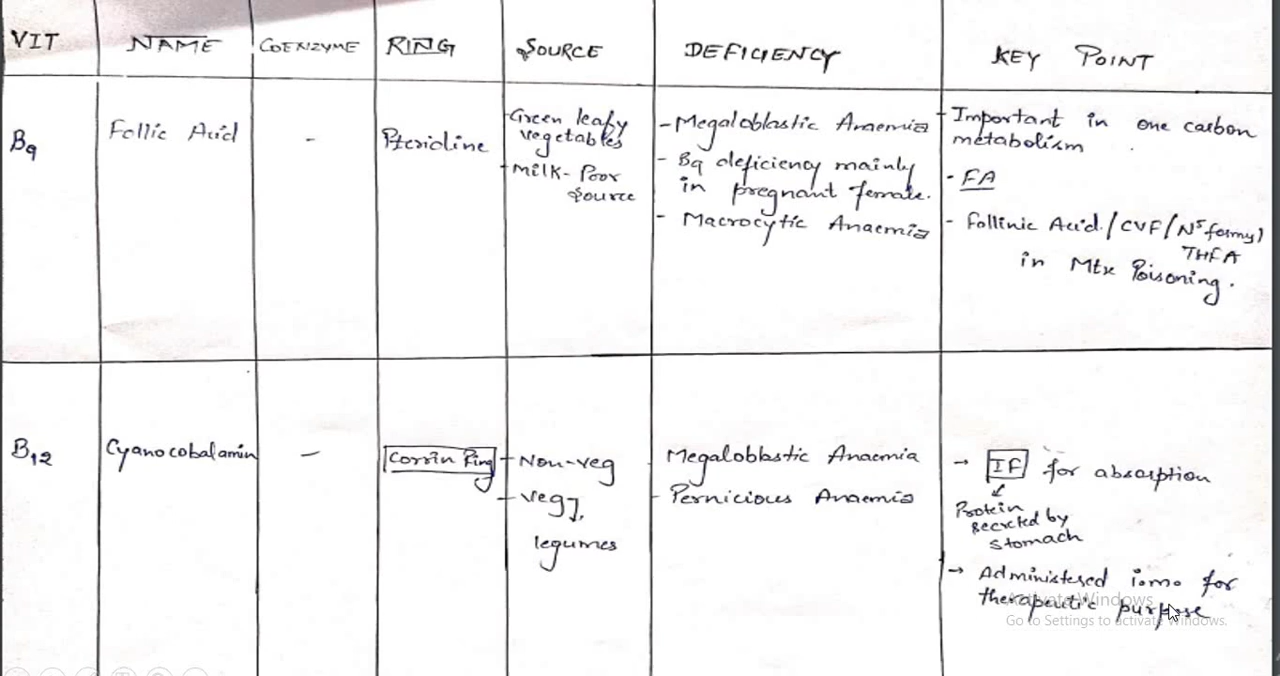 VIT NAME COENZYME RING SOURCE DEFICIENCY KEY POINT
B9
Follic Acid
-
Pteridine
-Green leafy
vegetables
-Milk- Poor
source
-Megaloblastic Anaemia
- B9 deficiency mainly
in pregnant female.
- Macrocytic Anaemia
- Important in one carbon
metabolism
- FA
- Follinic Acid/CVF/N5 formyl
THFA
in Mtx Poisoning.
B12
Cyanocobalamin
-
Corrin Ring
- Non-veg
- Veg,
legumes
- Megaloblastic Anaemia
- Pernicious Anaemia
→ IF for absorption
Protein
secreted by
stomach
→ Administered i.m. for
therapeutic purpose
Activate Windows
Go to Settings to activate Windows.